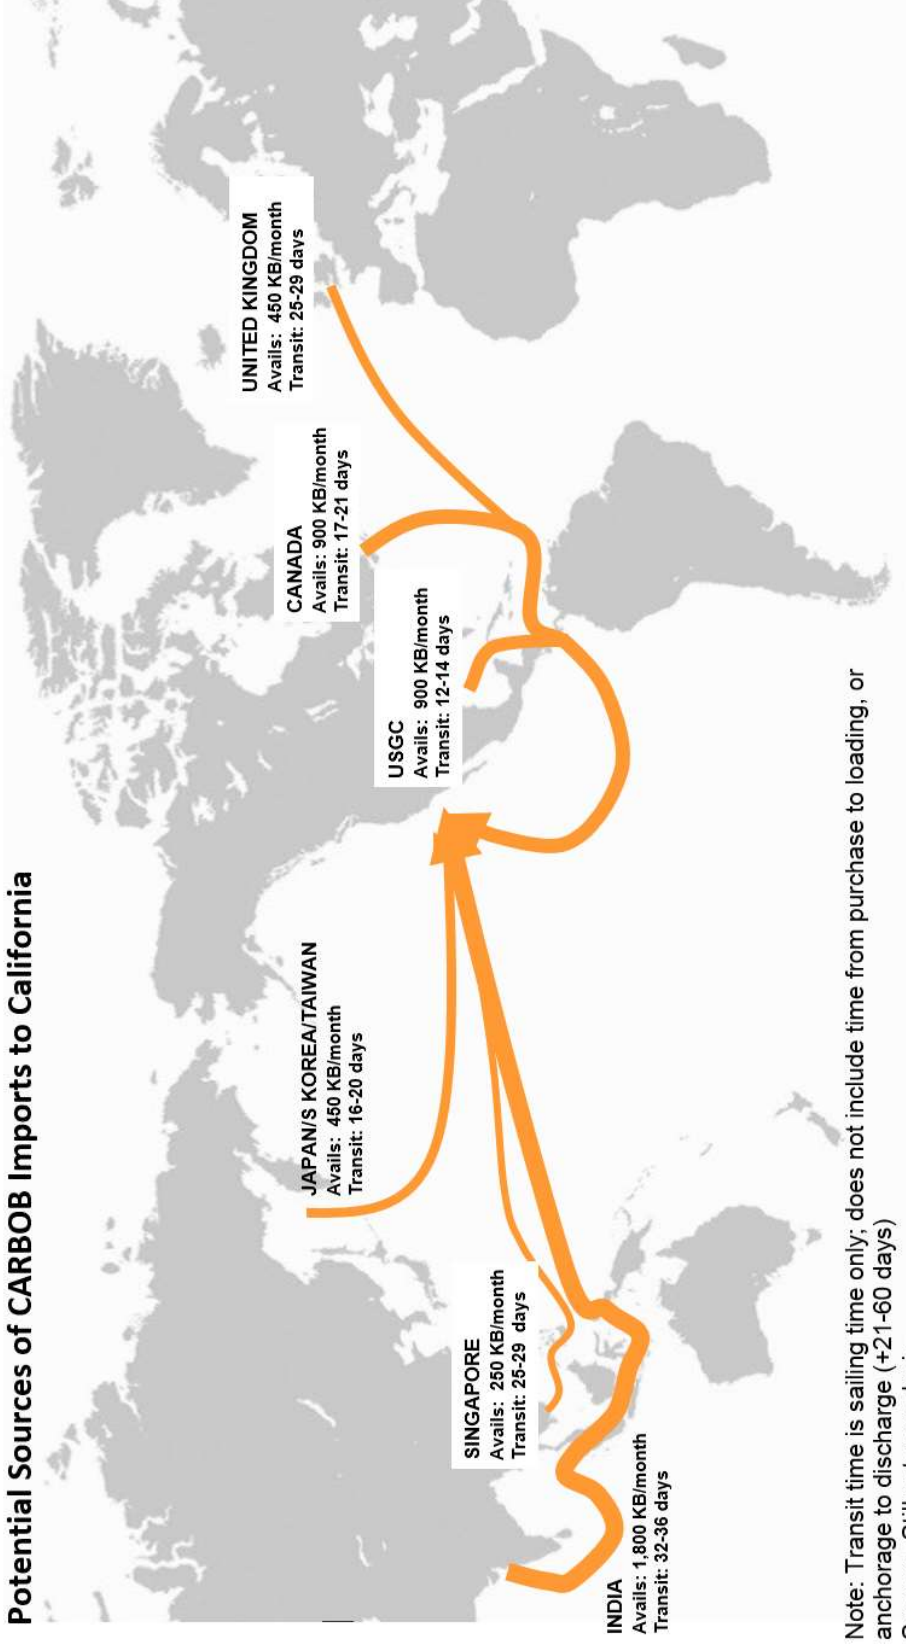 Potential Sources of CARBOB Imports to California
UNITED KINGDOM
Avails: 450 KB/month
Transit: 25-29 days
CANADA
Avails: 900 KB/month
Transit: 17-21 days
USGC
Avails: 900 KB/month
Transit: 12-14 days
JAPAN/S KOREA/TAIWAN
Avails: 450 KB/month
Transit: 16-20 days
SINGAPORE
Avails: 250 KB/month
Transit: 25-29 days
INDIA
Avails: 1,800 KB/month
Transit: 32-36 days
Note: Transit time is sailing time only; does not include time from purchase to loading, or
anchorage to discharge (+21-60 days)